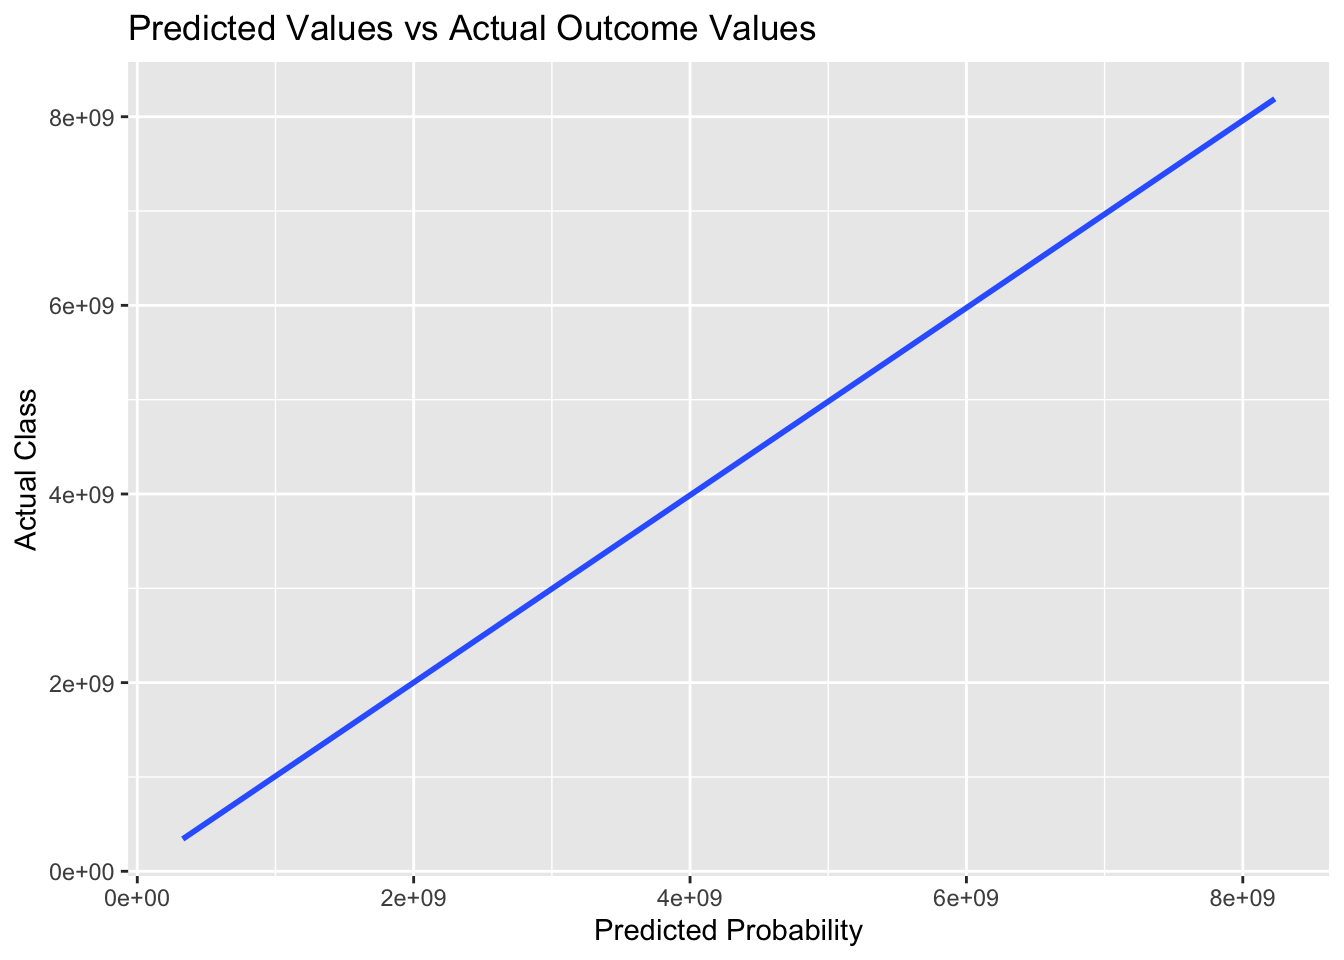 Predicted Values vs Actual Outcome Values
Actual Class
8e+09
6e+09
4e+09
2e+09
0e+00
0e+00 2e+09 4e+09 6e+09 8e+09
Predicted Probability